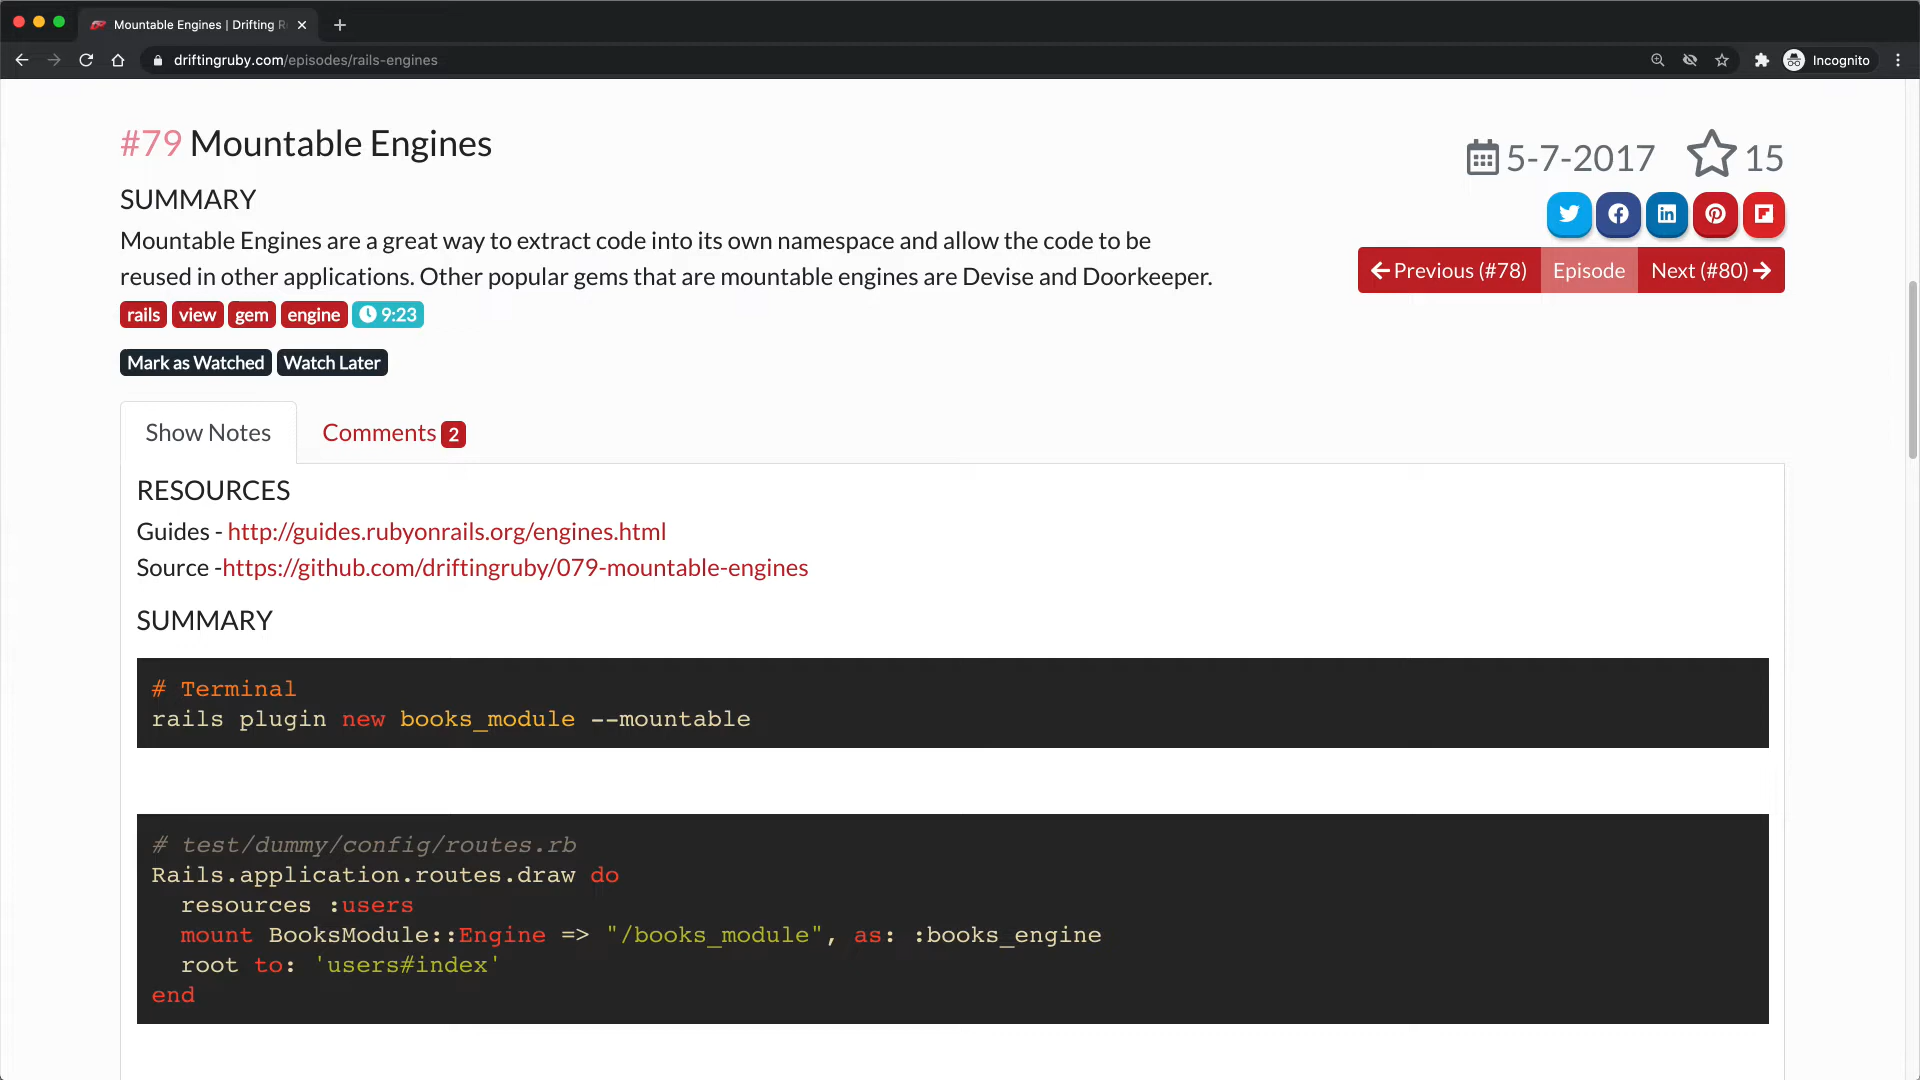 Mountable Engines | Drifting R
driftingruby.com/episodes/rails-engines
Incognito
#79 Mountable Engines
5-7-2017
15
SUMMARY
Mountable Engines are a great way to extract code into its own namespace and allow the code to be
reused in other applications. Other popular gems that are mountable engines are Devise and Doorkeeper.
Previous (#78) Episode Next (#80)
rails view gem engine 9:23
Mark as Watched Watch Later
Show Notes Comments 2
RESOURCES
Guides - http://guides.rubyonrails.org/engines.html
Source -https://github.com/driftingruby/079-mountable-engines
SUMMARY
# Terminal
rails plugin new books_module --mountable
# test/dummy/config/routes.rb
Rails.application.routes.draw do
  resources :users
  mount BooksModule::Engine => "/books_module", as: :books_engine
  root to: 'users#index'
end